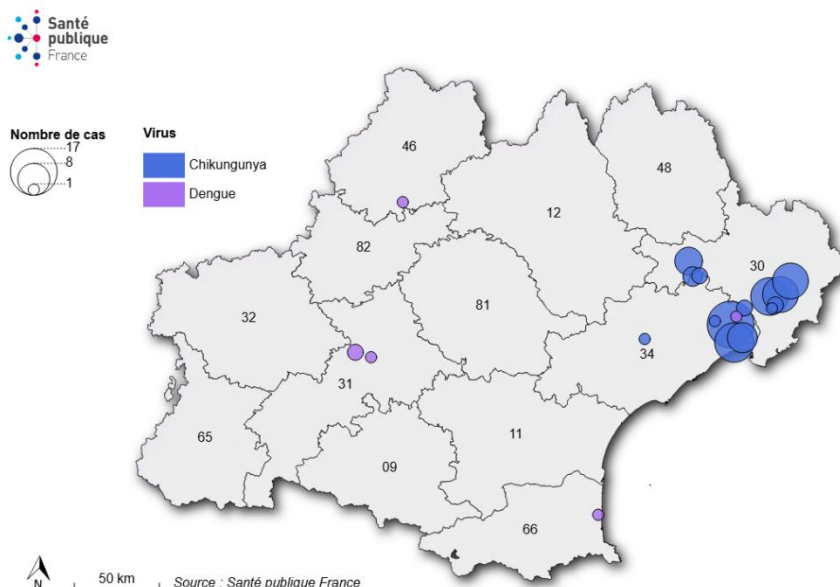 Santé
publique
France
Nombre de cas
17
8
1
Virus
Chikungunya
Dengue
46
48
12
82
30
32
81
34
31
65
11
09
66
N
50 km
Source : Santé publique France